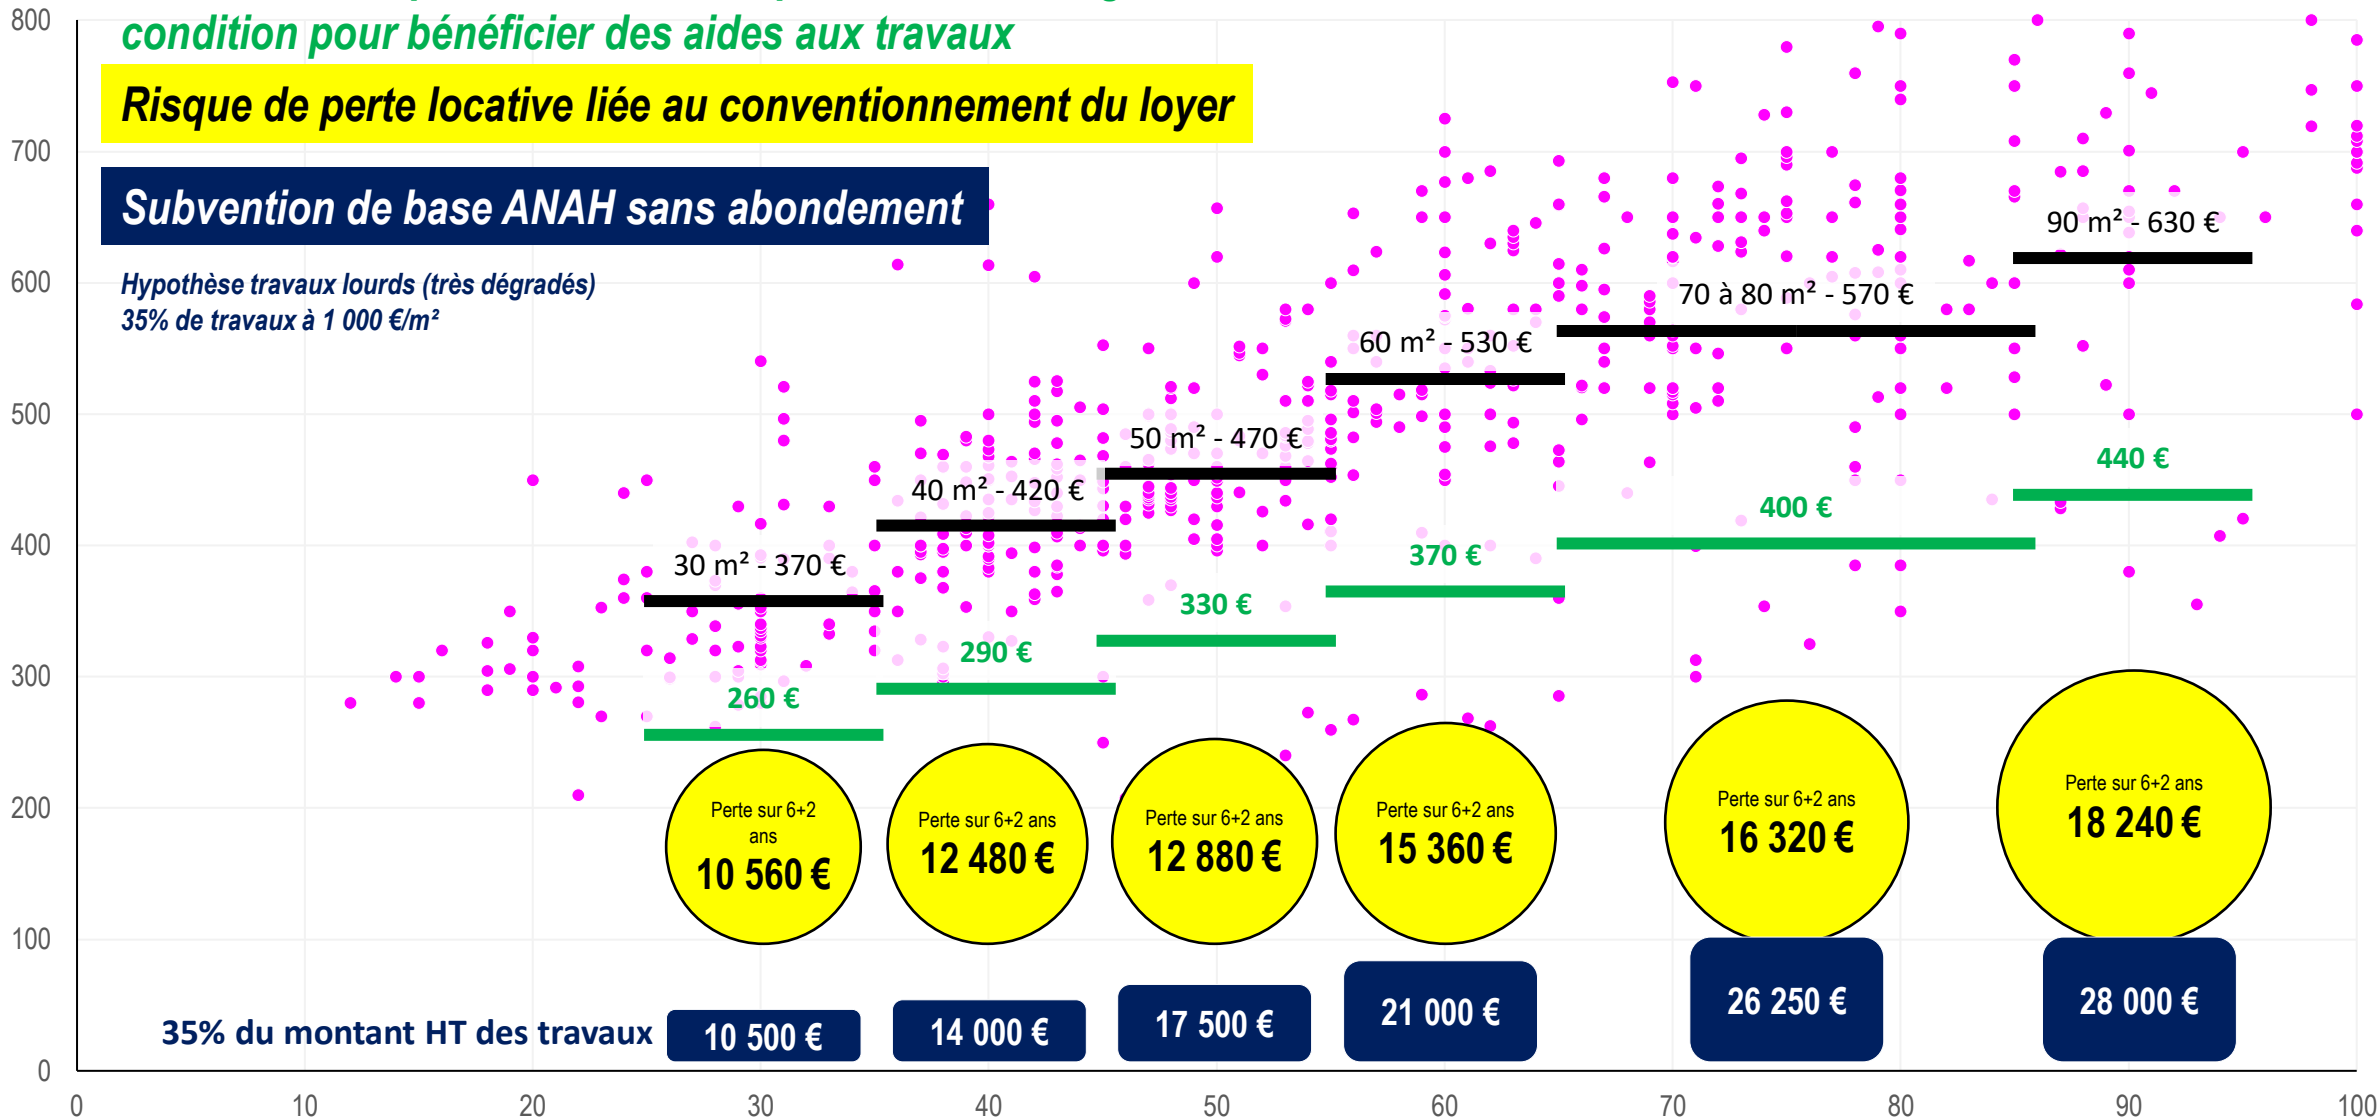 condition pour bénéficier des aides aux travaux
Risque de perte locative liée au conventionnement du loyer
Subvention de base ANAH sans abondement
Hypothèse travaux lourds (très dégradés)
35% de travaux à 1 000 €/m²
800
700
600
500
400
300
200
100
0
90 m² - 630 €
70 à 80 m² - 570 €
60 m² - 530 €
50 m² - 470 €
40 m² - 420 €
30 m² - 370 €
440 €
400 €
370 €
330 €
290 €
260 €
Perte sur 6+2
ans
10 560 €
Perte sur 6+2 ans
12 480 €
Perte sur 6+2 ans
12 880 €
Perte sur 6+2 ans
15 360 €
Perte sur 6+2 ans
16 320 €
Perte sur 6+2 ans
18 240 €
35% du montant HT des travaux
10 500 €
14 000 €
17 500 €
21 000 €
26 250 €
28 000 €
0 10 20 30 40 50 60 70 80 90 100